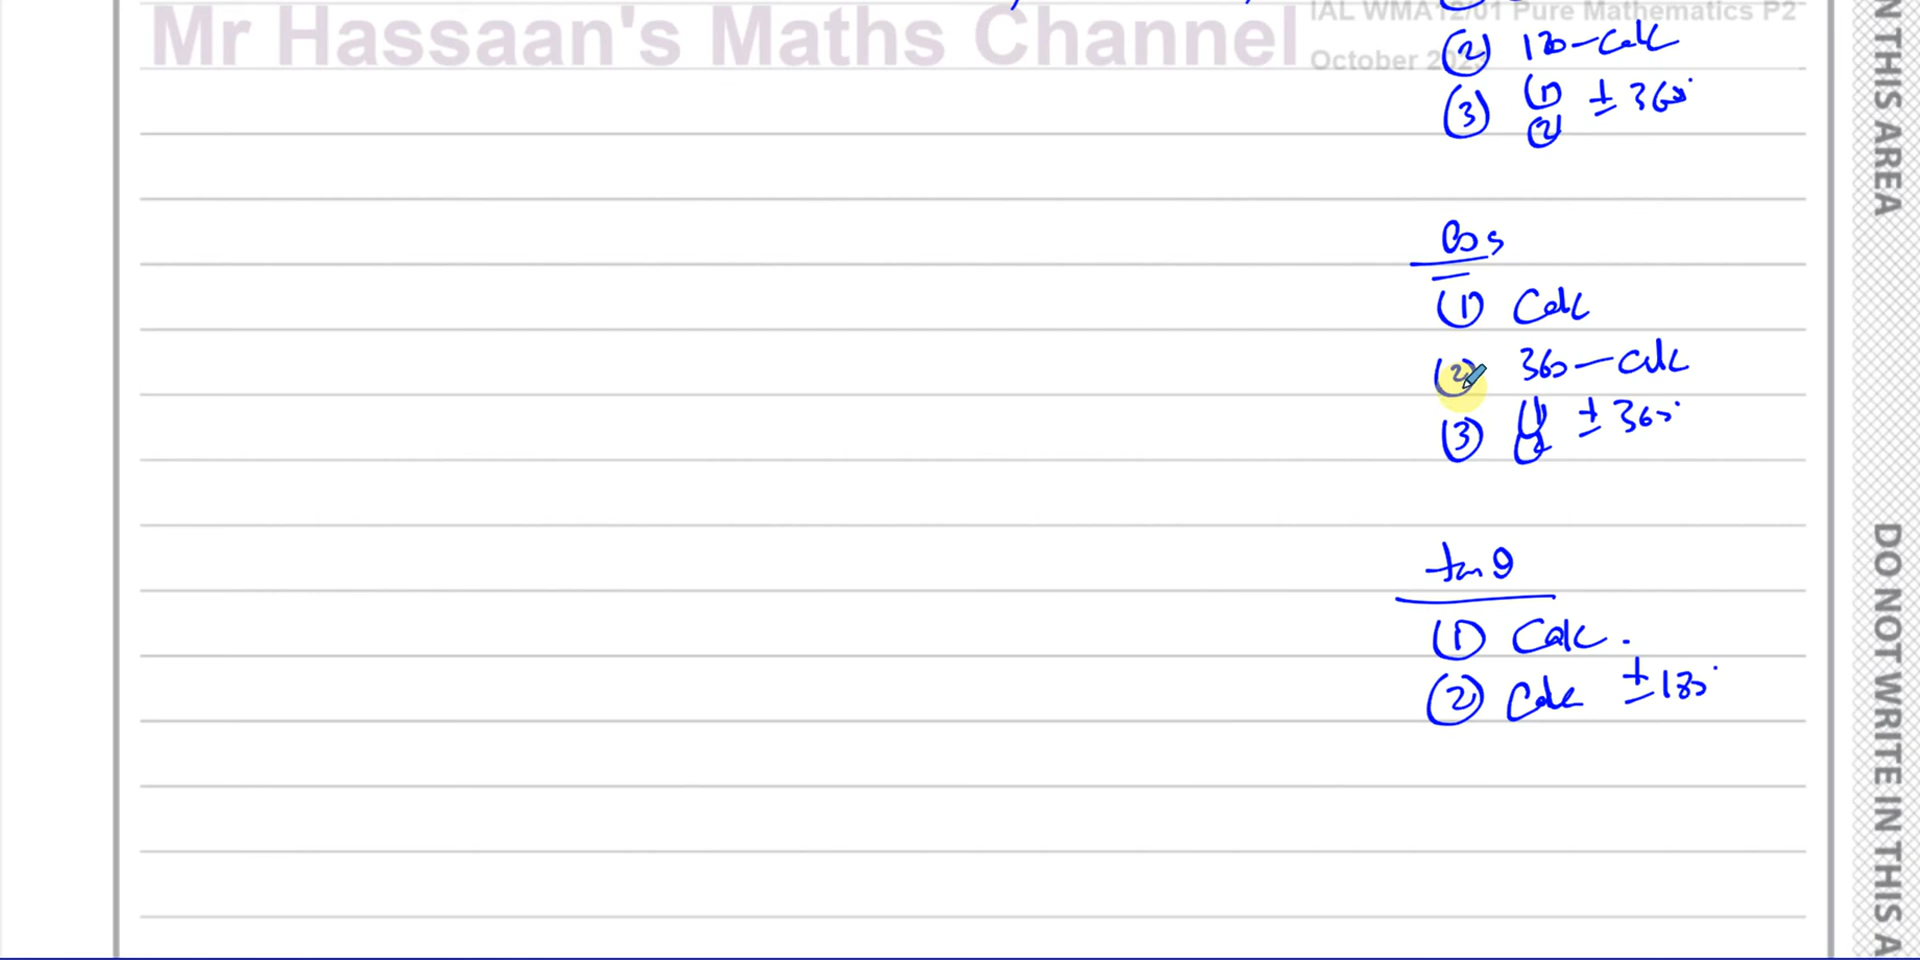 Mr Hassaan's Maths Channel
IAL WMA12/01 Pure Mathematics P2
October 2023
(2) 180-Calc
(3) (1) ± 360°
(2)
Cos
(1) Calc
(2) 360-calc
(3) (1) ± 360°
(2)
tan θ
(1) Calc.
(2) Calc ±180°
N THIS AREA
DO NOT WRITE IN THIS A